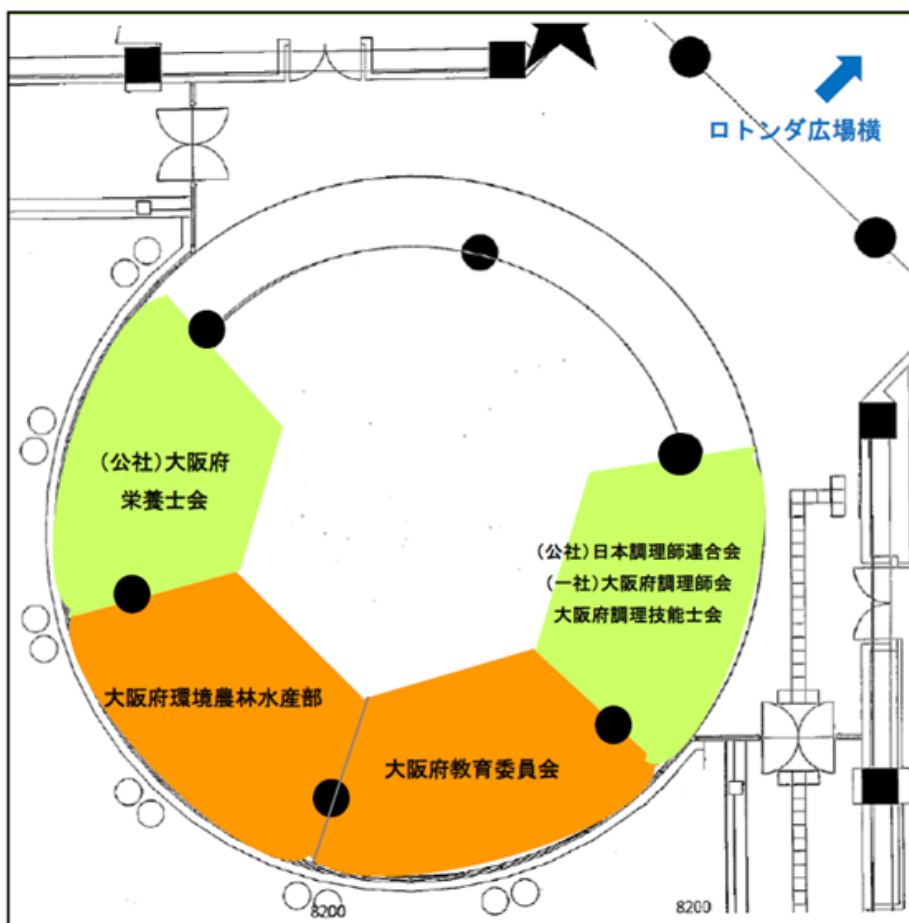 ロトンダ広場横
(公社)大阪府
栄養士会
(公社)日本調理師連合会
(一社)大阪府調理師会
大阪府調理技能士会
大阪府環境農林水産部
大阪府教育委員会
8200
8200